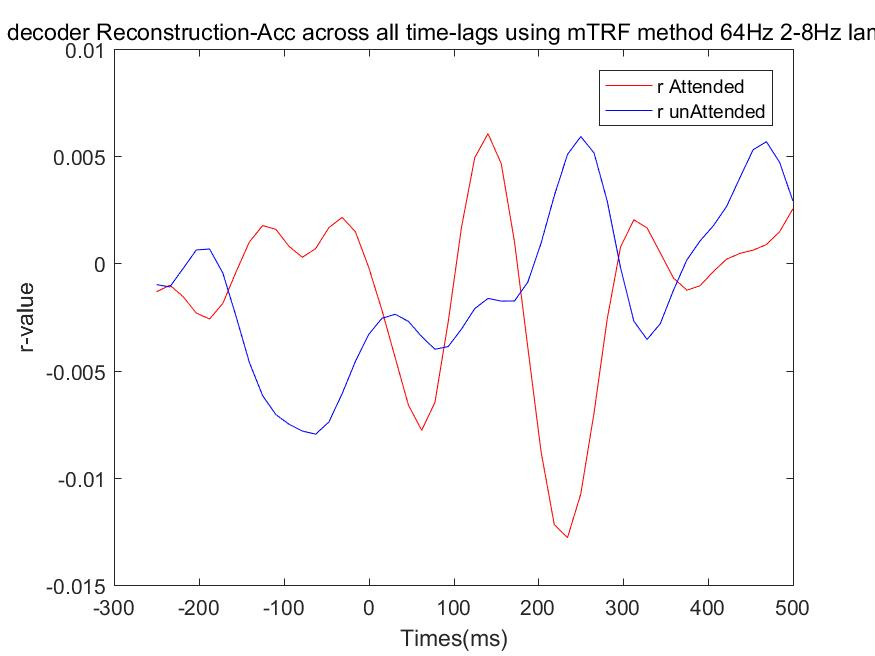 decoder Reconstruction-Acc across all time-lags using mTRF method 64Hz 2-8Hz lam
0.01
r Attended
r unAttended
0.005
0
-0.005
-0.01
-0.015
r-value
-300 -200 -100 0 100 200 300 400 500
Times(ms)